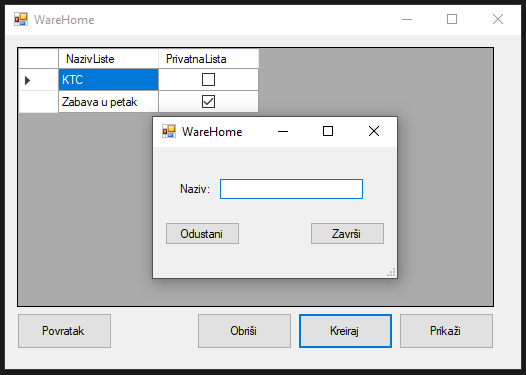 WareHome
NazivListe PrivatnaLista
KTC
Zabava u petak
WareHome
Naziv:
Odustani Završi
Povratak Obriši Kreiraj Prikaži